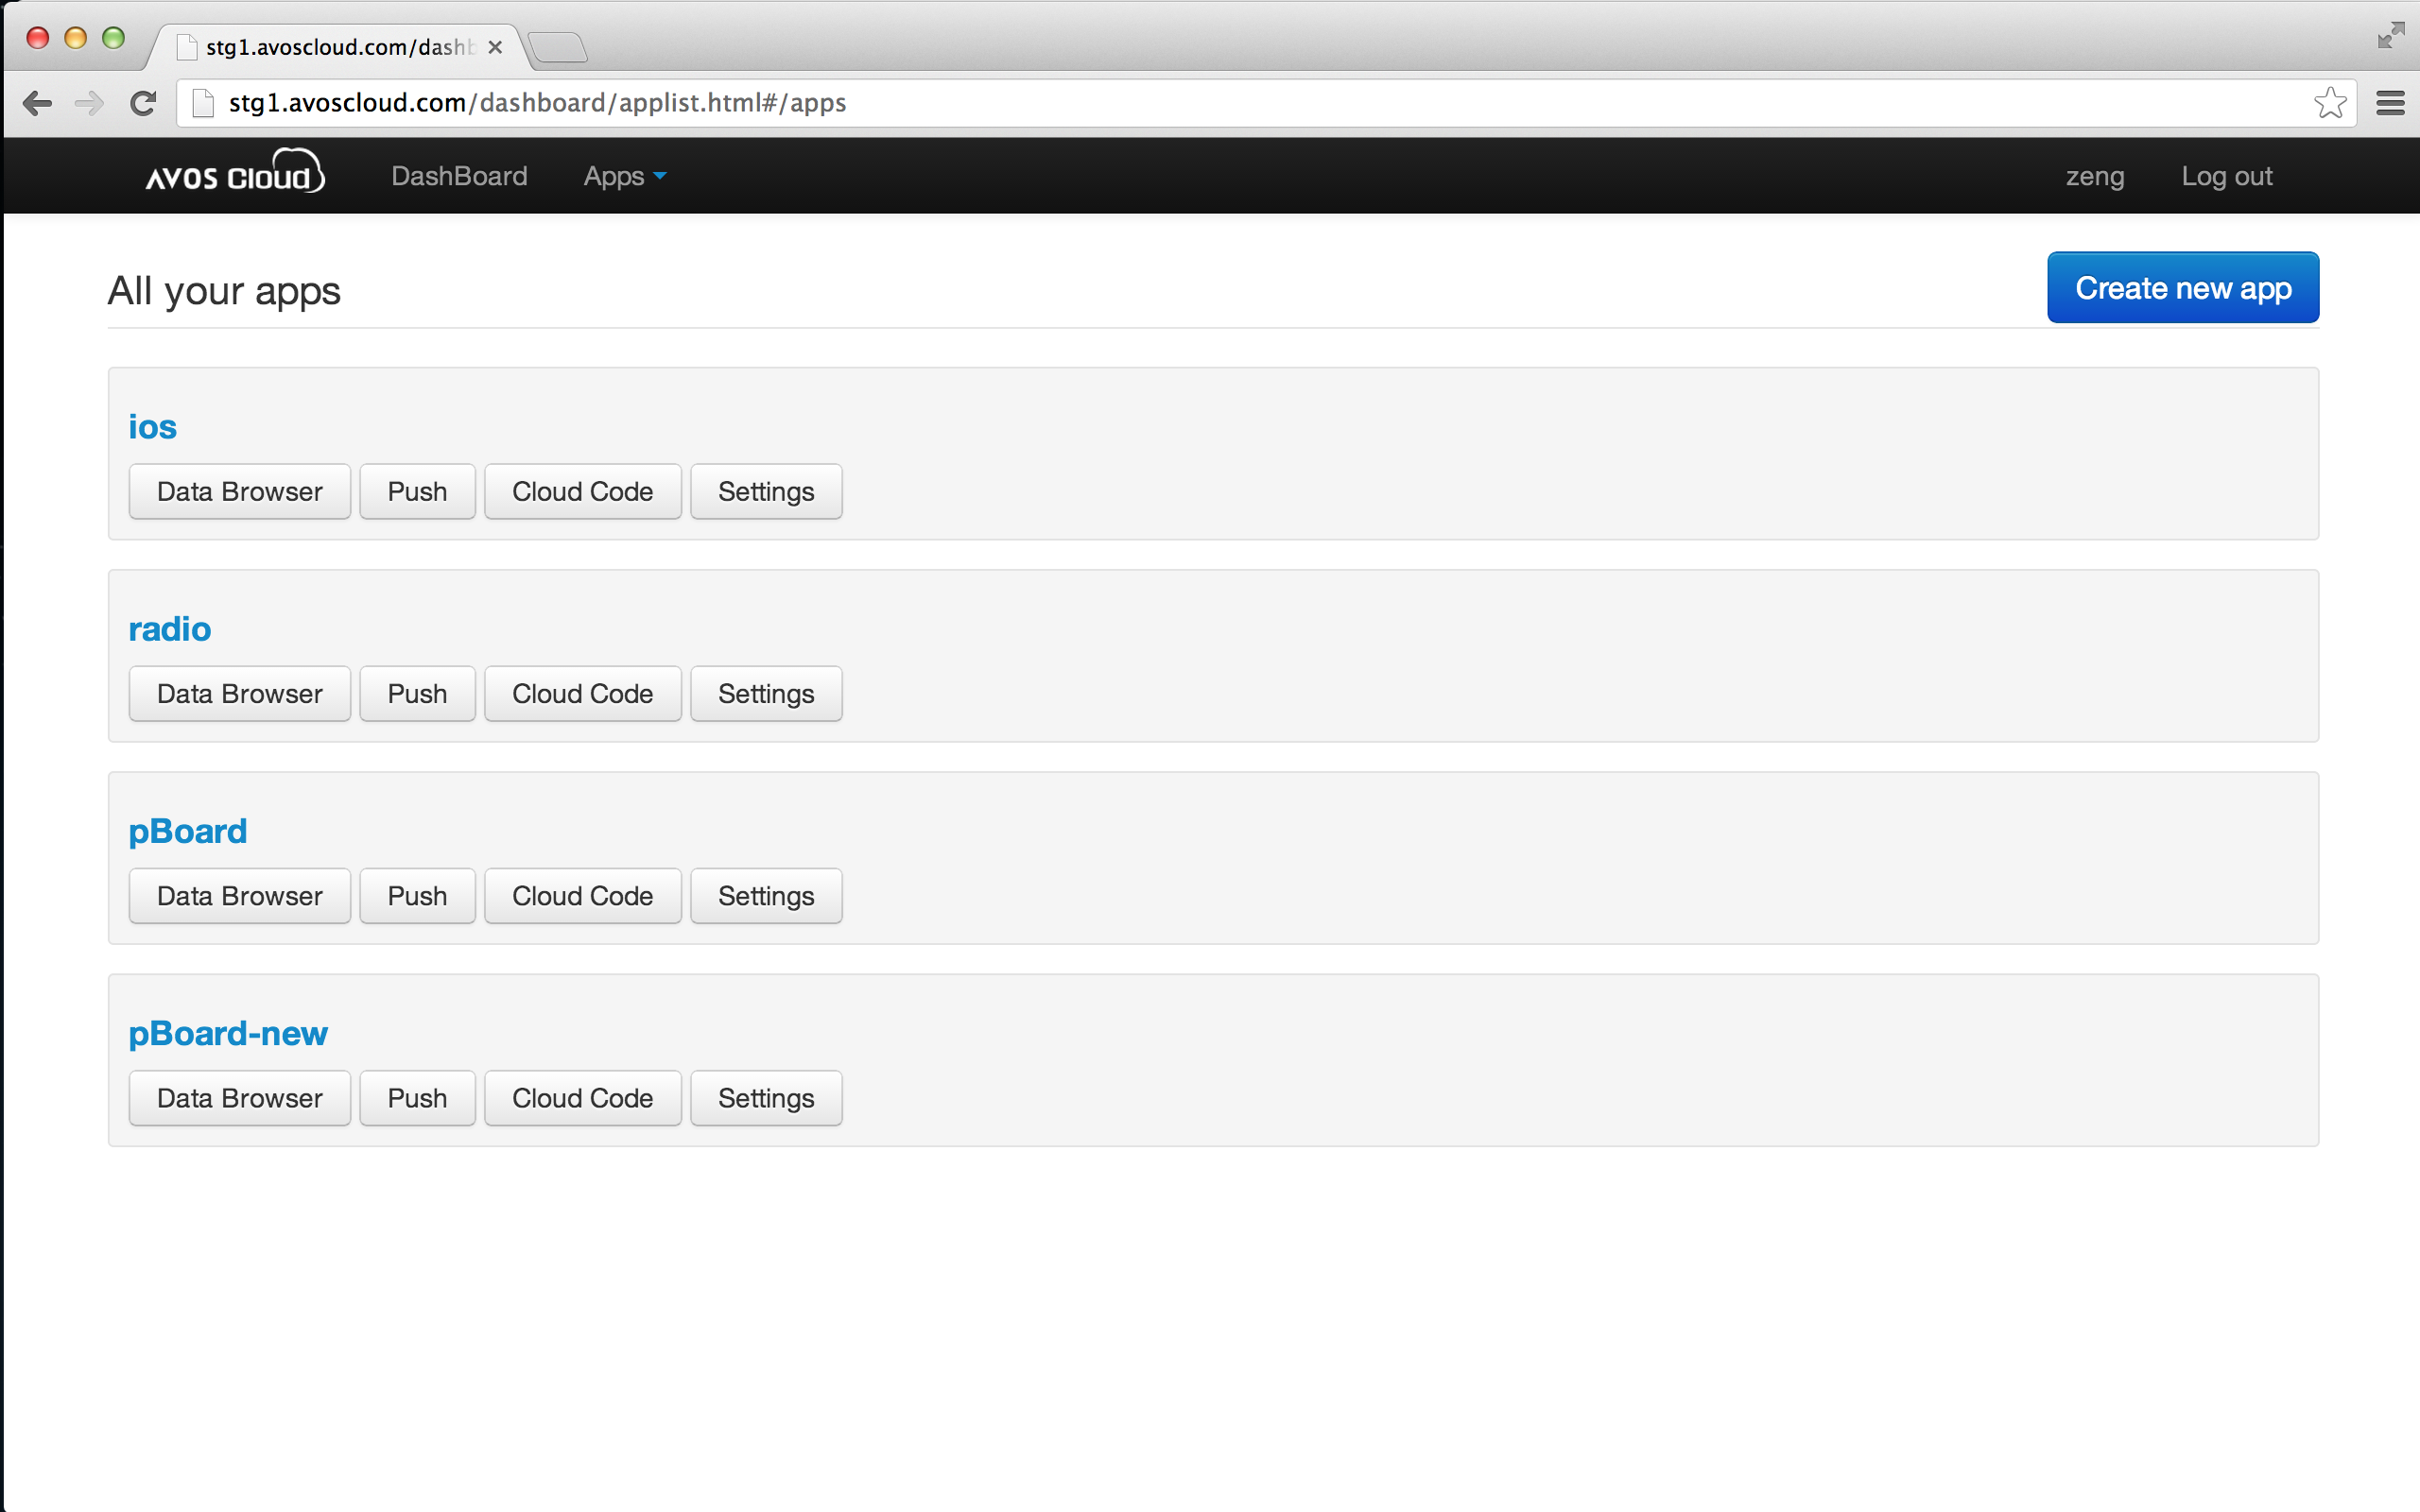 stg1.avoscloud.com/dashb
stg1.avoscloud.com/dashboard/applist.html#/apps
AVOS Cloud DashBoard Apps zeng Log out
All your apps Create new app
ios
Data Browser Push Cloud Code Settings
radio
Data Browser Push Cloud Code Settings
pBoard
Data Browser Push Cloud Code Settings
pBoard-new
Data Browser Push Cloud Code Settings